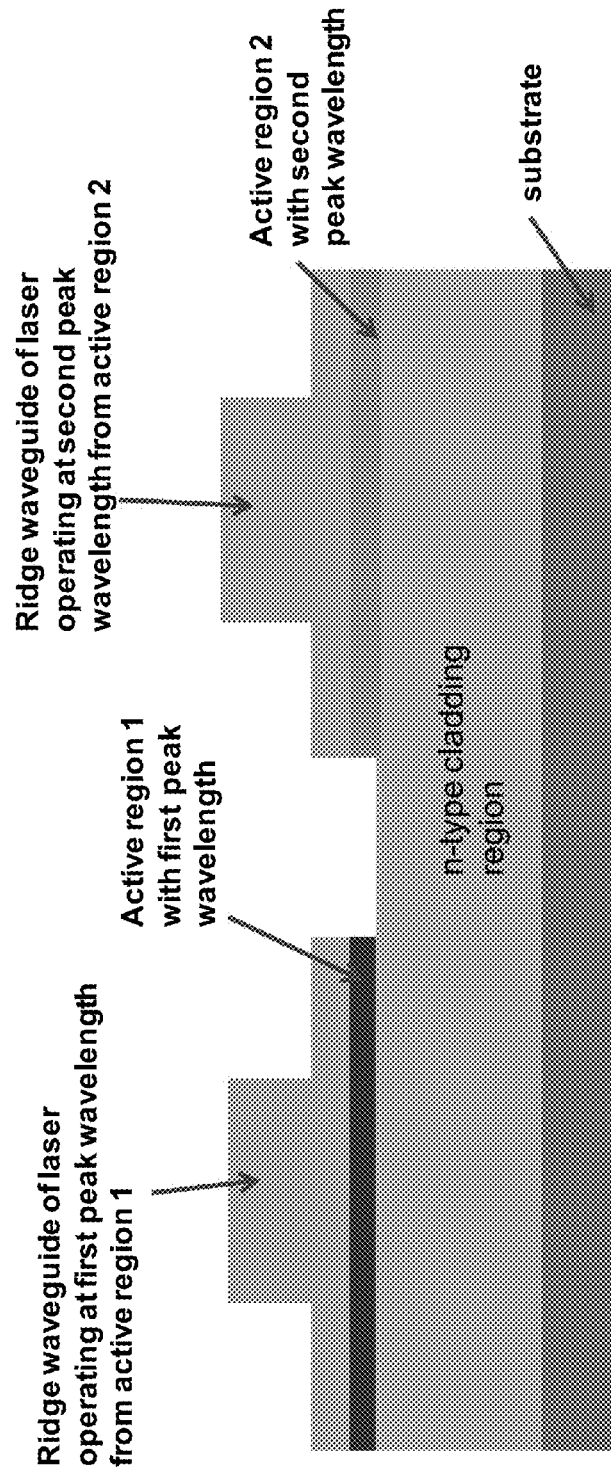 Ridge waveguide of laser
operating at first peak wavelength
from active region 1
Active region 1
with first peak
wavelength
Ridge waveguide of laser
operating at second peak
wavelength from active region 2
Active region 2
with second
peak wavelength
n-type cladding
region
substrate